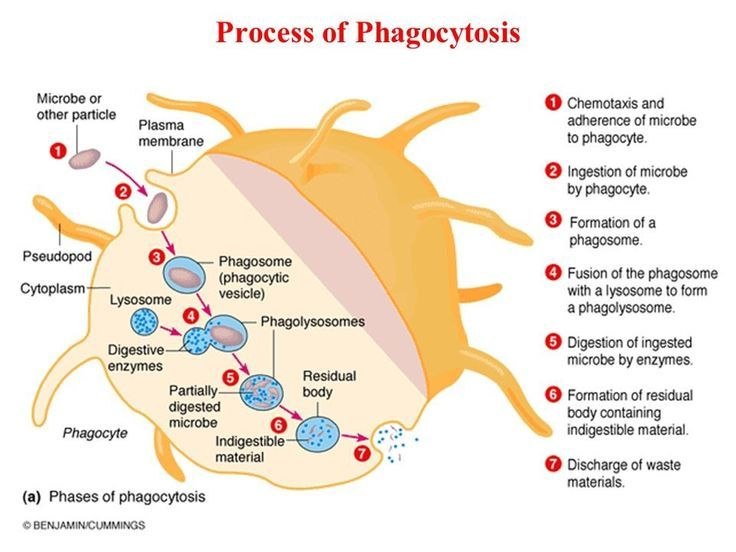 Process of Phagocytosis
Microbe or
other particle
1
Plasma
membrane
2
Pseudopod
3
Phagosome
(phagocytic
vesicle)
Cytoplasm
Lysosome
4
Phagolysosomes
Digestive
enzymes
5
Partially
digested
microbe
Residual
body
6
Indigestible
material
7
Phagocyte
(a) Phases of phagocytosis
© BENJAMIN/CUMMINGS
1 Chemotaxis and
adherence of microbe
to phagocyte.
2 Ingestion of microbe
by phagocyte.
3 Formation of a
phagosome.
4 Fusion of the phagosome
with a lysosome to form
a phagolysosome.
5 Digestion of ingested
microbe by enzymes.
6 Formation of residual
body containing
indigestible material.
7 Discharge of waste
materials.